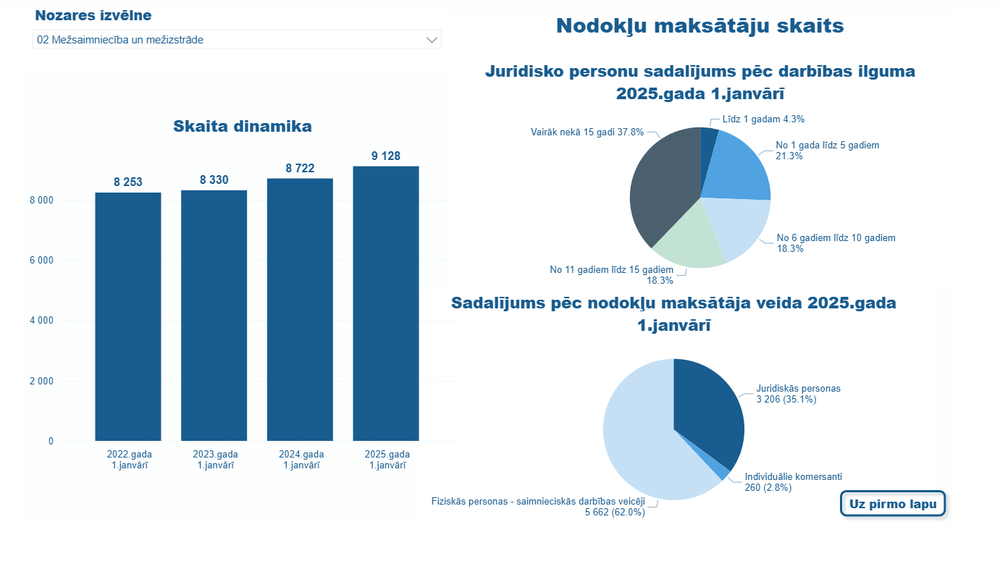 Nozares izvēlne
02 Mežsaimniecība un mežizstrāde
Nodokļu maksātāju skaits
Skaita dinamika
9 128
8 722
8 330
8 253
8 000
6 000
4 000
2 000
0
2022.gada
1.janvārī
2023.gada
1.janvārī
2024.gada
1.janvārī
2025.gada
1.janvārī
Juridisko personu sadalījums pēc darbības ilguma
2025.gada 1.janvārī
Līdz 1 gadam 4.3%
Vairāk nekā 15 gadi 37.8%
No 1 gada līdz 5 gadiem
21.3%
No 6 gadiem līdz 10 gadiem
18.3%
No 11 gadiem līdz 15 gadiem
18.3%
Sadalījums pēc nodokļu maksātāja veida 2025.gada
1.janvārī
Juridiskās personas
3 206 (35.1%)
Individuālie komersanti
260 (2.8%)
Fiziskās personas - saimnieciskās darbības veicēji
5 662 (62.0%)
Uz pirmo lapu